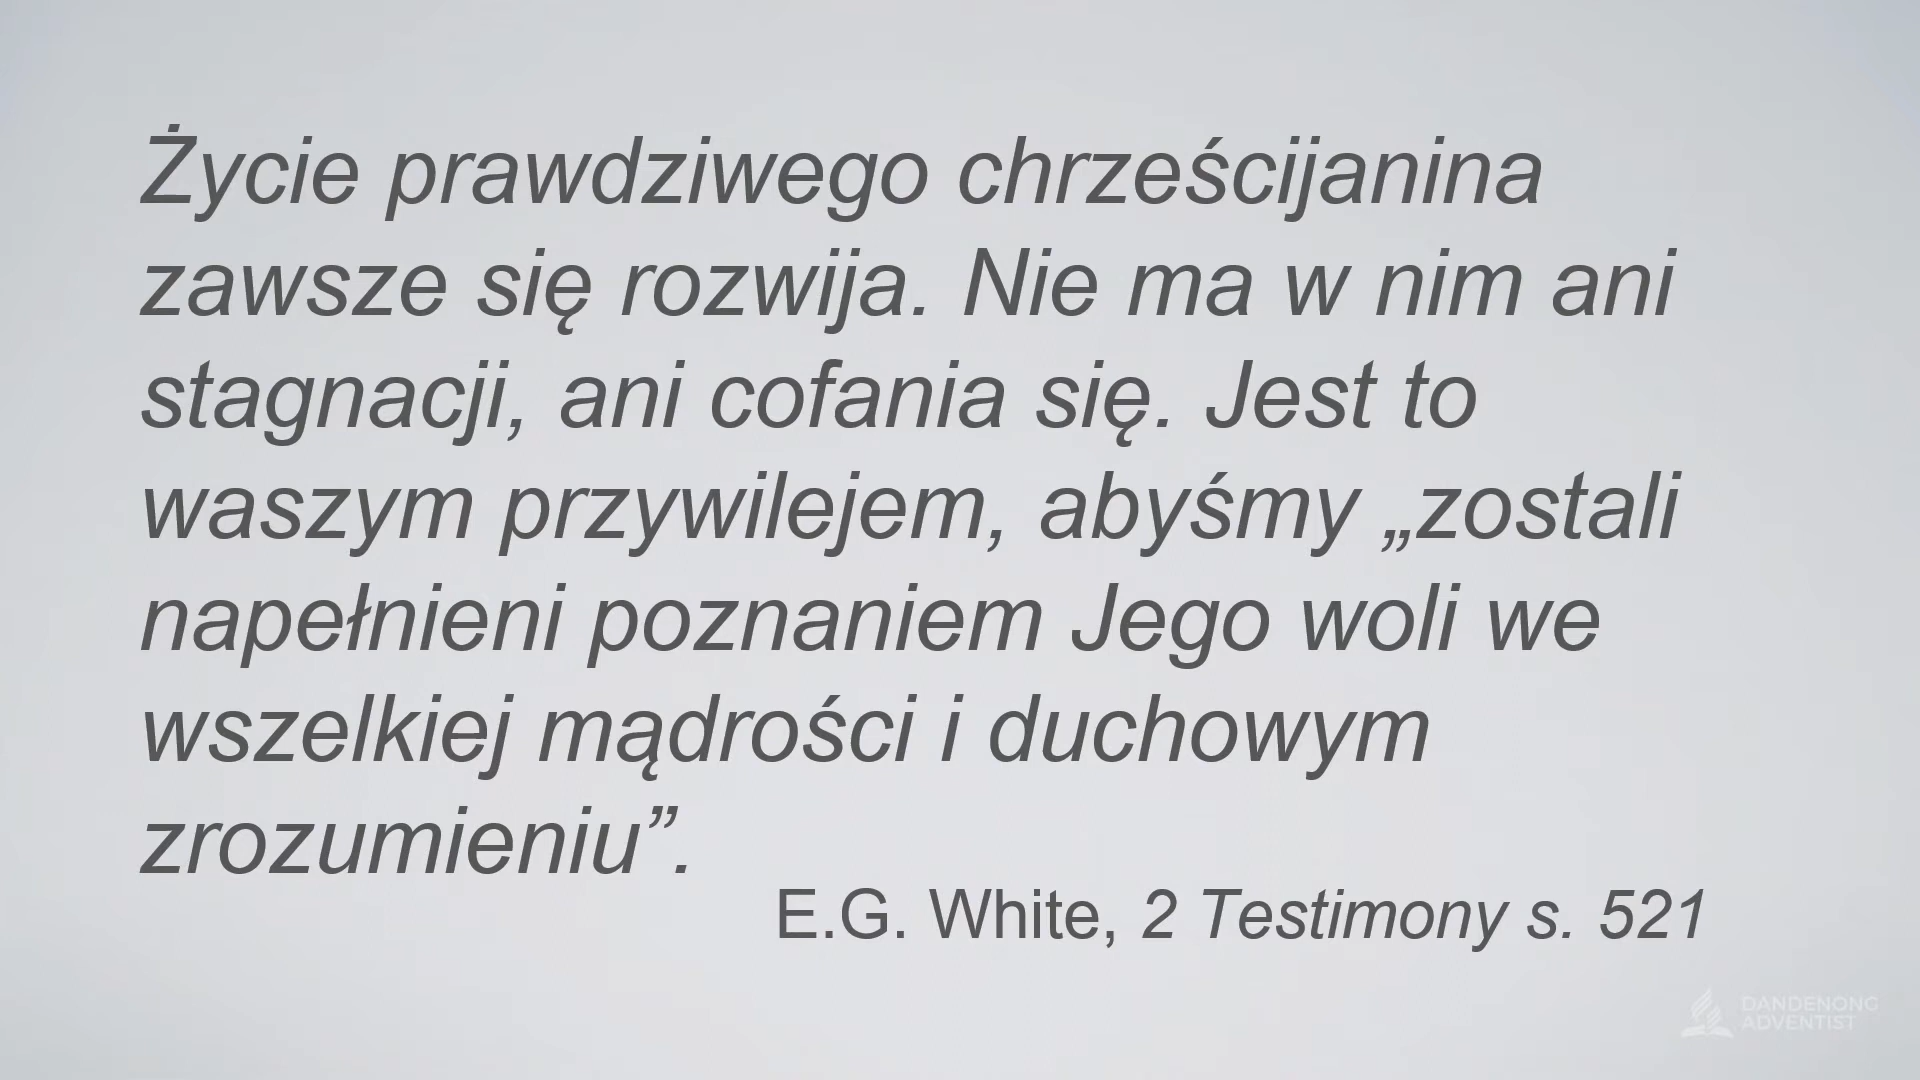 Życie prawdziwego chrześcijanina
zawsze się rozwija. Nie ma w nim ani
stagnacji, ani cofania się. Jest to
waszym przywilejem, abyśmy „zostali
napełnieni poznaniem Jego woli we
wszelkiej mądrości i duchowym
zrozumieniu”.
E.G. White, 2 Testimony s. 521
DANDENONG
ADVENTIST